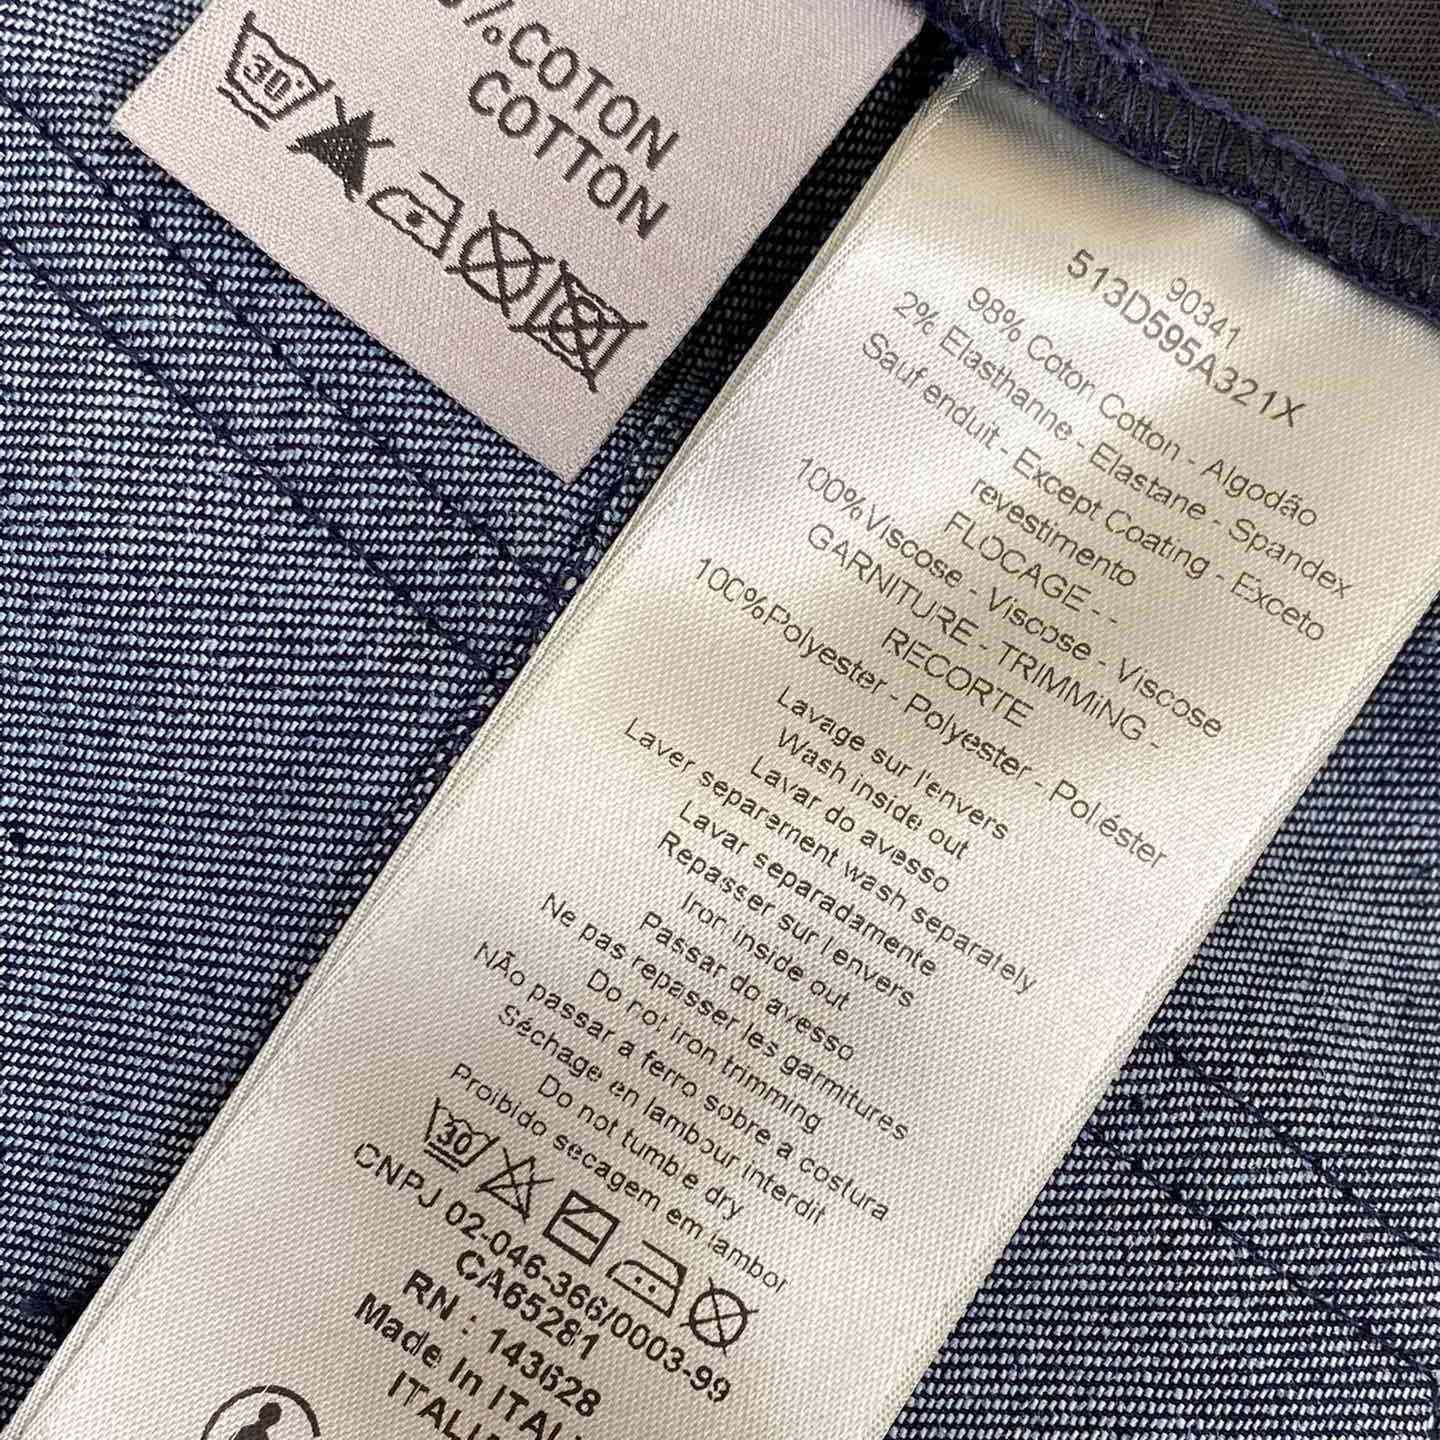 %COTON
COTTON
30°
90341
513D595A321X
98% Coton Cotton - Algodão
2% Elasthanne - Elastane - Spandex
Sauf enduit - Except Coating - Exceto
revestimento
FLOCAGE - -
100%Viscose - Viscose - Viscose
GARNITURE - TRIMMiNG -
RECORTE
100%Polyester - Polyester - Poliéster
Lavage sur l'envers
Wash inside out
Lavar do avesso
Laver separement wash separately
Lavar separadamente
Repasser sur l'envers
Iron inside out
Passar do avesso
Ne pas repasser les garnitures
Do not iron trimming
NÃo passar a ferro sobre a costura
Séchage en lambour interdit
Do not tumble dry
Proibido secagem em lambor
30
CNPJ 02-046-366/0003-99
CA65281
RN : 143628
Made In ITAL